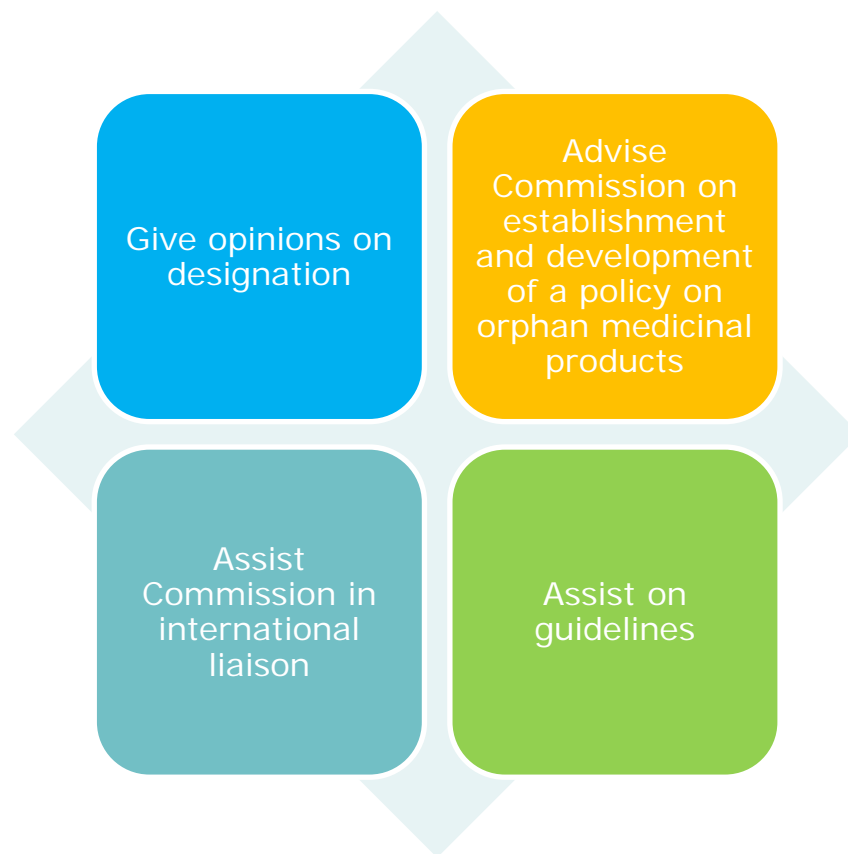 Give opinions on
designation
Advise
Commission on
establishment
and development
of a policy on
orphan medicinal
products
Assist
Commission in
international
liaison
Assist on
guidelines